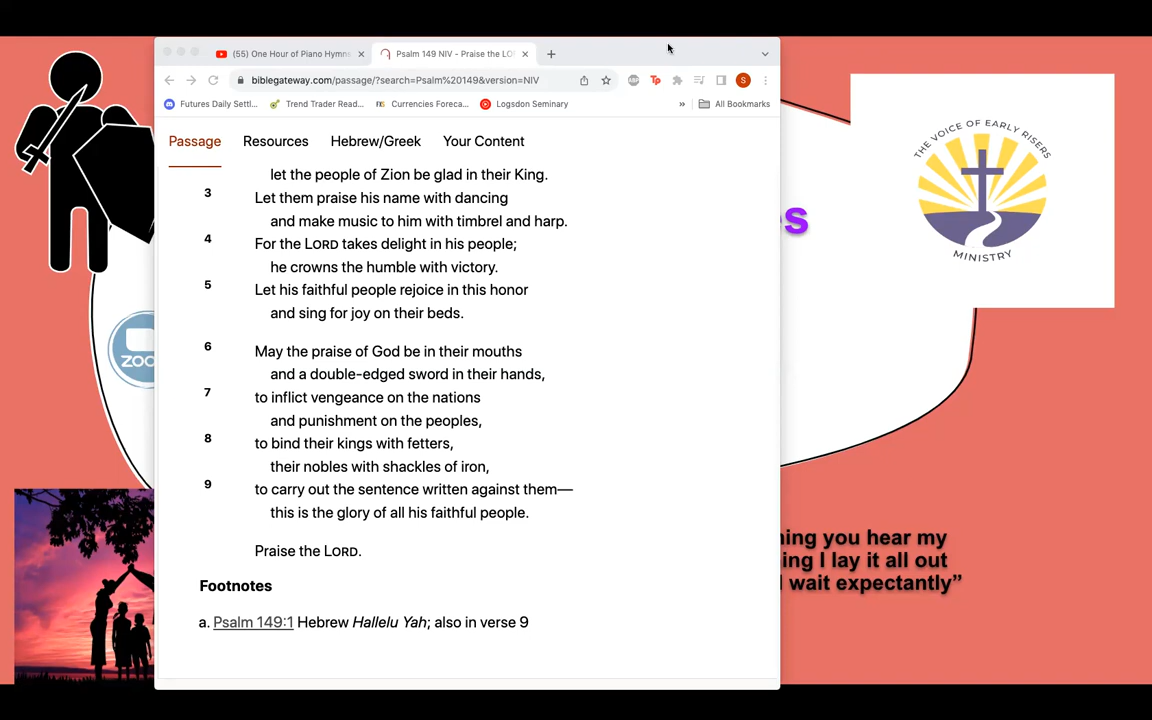 (55) One Hour of Piano Hymns
Psalm 149 NIV - Praise the LO
biblegateway.com/passage/?search=Psalm%20149&version=NIV
Tp
S
Futures Daily Settl...
Trend Trader Read...
Currencies Foreca...
Logsdon Seminary
»
All Bookmarks
Passage
Resources
Hebrew/Greek
Your Content
let the people of Zion be glad in their King.
3 Let them praise his name with dancing
and make music to him with timbrel and harp.
4 For the LORD takes delight in his people;
he crowns the humble with victory.
5 Let his faithful people rejoice in this honor
and sing for joy on their beds.
6 May the praise of God be in their mouths
and a double-edged sword in their hands,
7 to inflict vengeance on the nations
and punishment on the peoples,
8 to bind their kings with fetters,
their nobles with shackles of iron,
9 to carry out the sentence written against them—
this is the glory of all his faithful people.
Praise the LORD.
Footnotes
a. Psalm 149:1 Hebrew Hallelu Yah; also in verse 9
THE VOICE OF EARLY RISERS
MINISTRY
es
ZOO
ning you hear my
ing I lay it all out
wait expectantly”